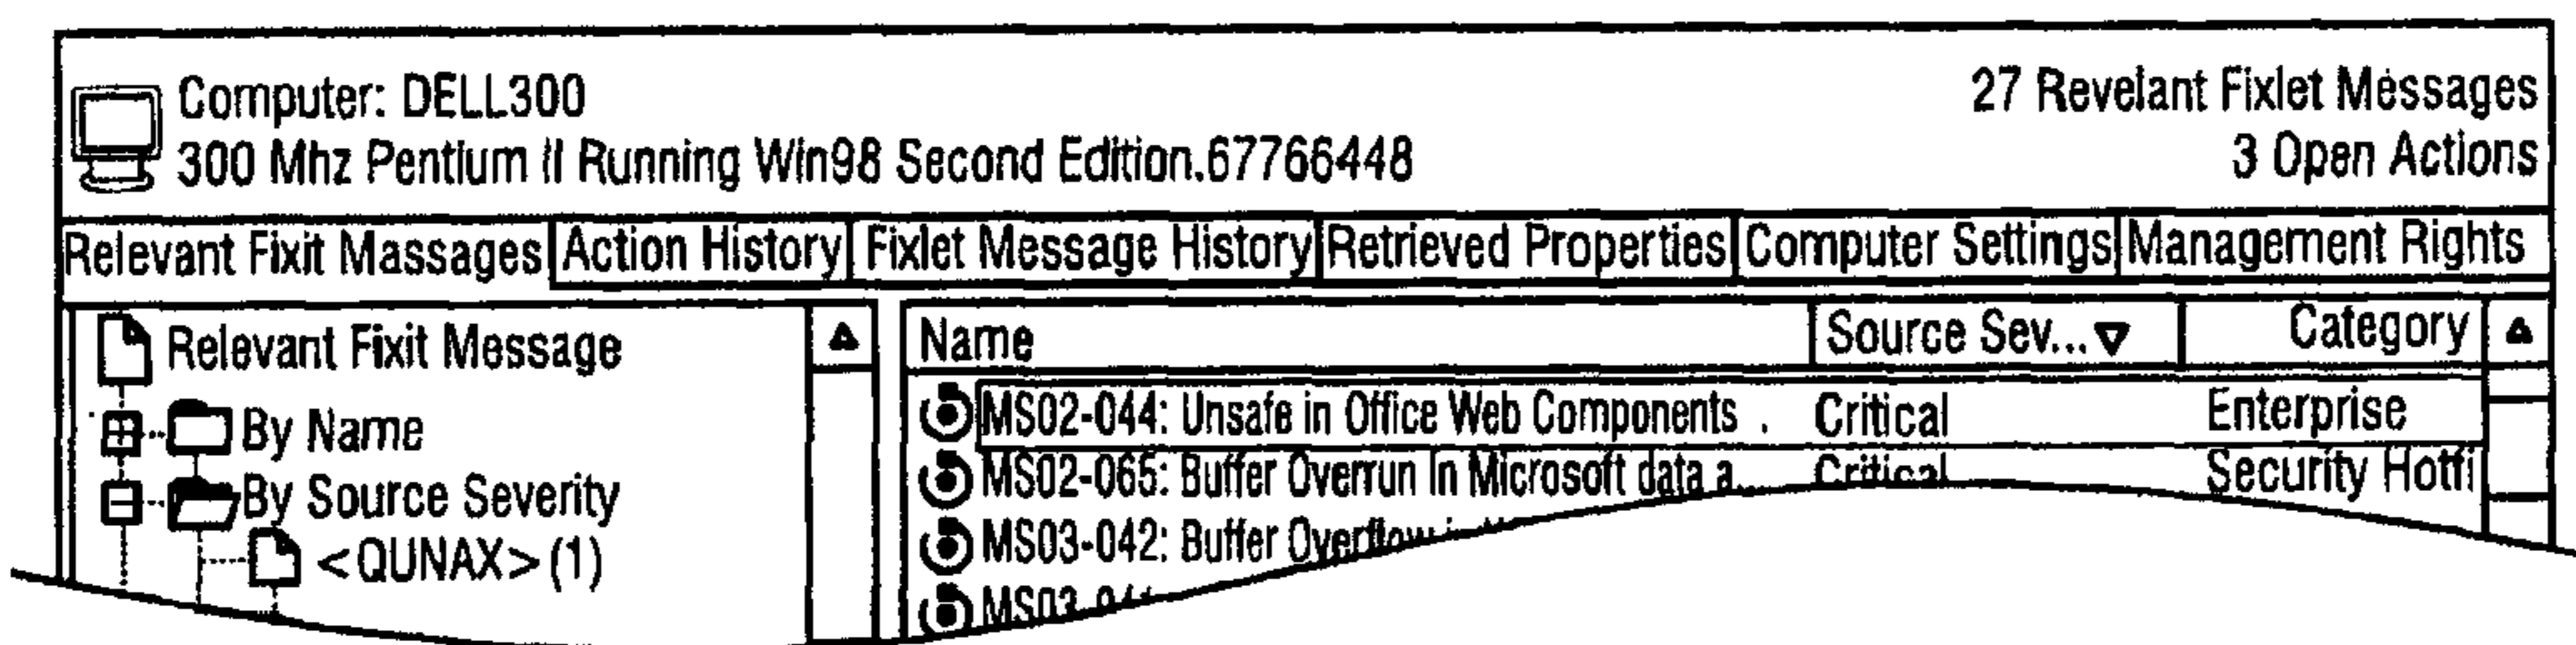 Computer: DELL300
27 Revelant Fixlet Messages
300 Mhz Pentium II Running Win98 Second Edition.67766448
3 Open Actions
Relevant Fixit Massages Action History Fixlet Message History Retrieved Properties Computer Settings Management Rights
Relevant Fixit Message
By Name
By Source Severity
<QUNAX> (1)
Name Source Sev... Category
MS02-044: Unsafe in Office Web Components . Critical Enterprise
MS02-065: Buffer Overrun In Microsoft data a... Critical Security Hotfi
MS03-042: Buffer Overflow in